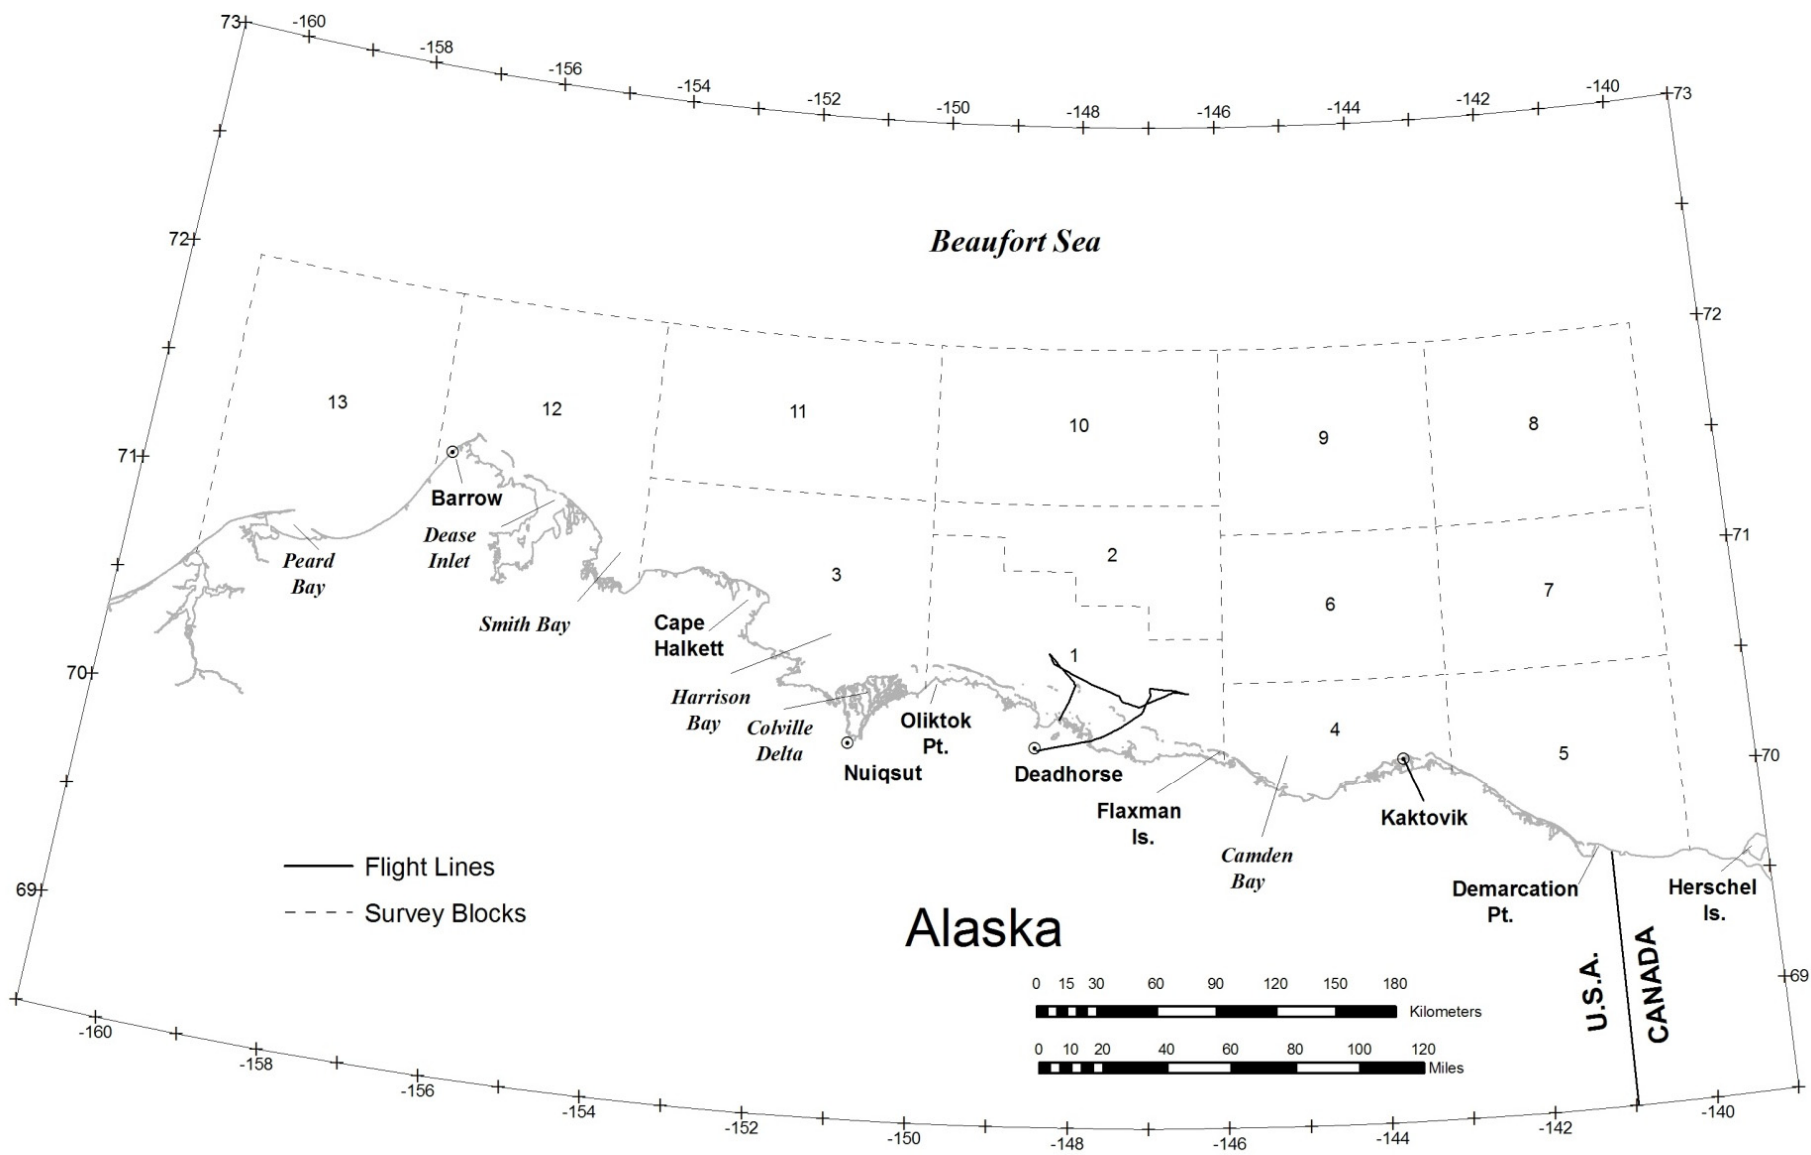 73
-160
-158
-156
-154
-152
-150
-148
-146
-144
-142
-140
73
72
Beaufort Sea
72
13
12
11
10
9
8
71
Barrow
Dease
Inlet
Peard
Bay
Smith Bay
3
2
6
7
71
Cape
Halkett
1
70
Harrison
Bay
Colville
Delta
Oliktok
Pt.
Nuiqsut
Deadhorse
4
5
70
Flaxman
Is.
Kaktovik
Camden
Bay
Demarcation
Pt.
Herschel
Is.
69
Flight Lines
Survey Blocks
Alaska
U.S.A.
CANADA
69
0 15 30 60 90 120 150 180
Kilometers
0 10 20 40 60 80 100 120
Miles
-160
-158
-156
-154
-152
-150
-148
-146
-144
-142
-140